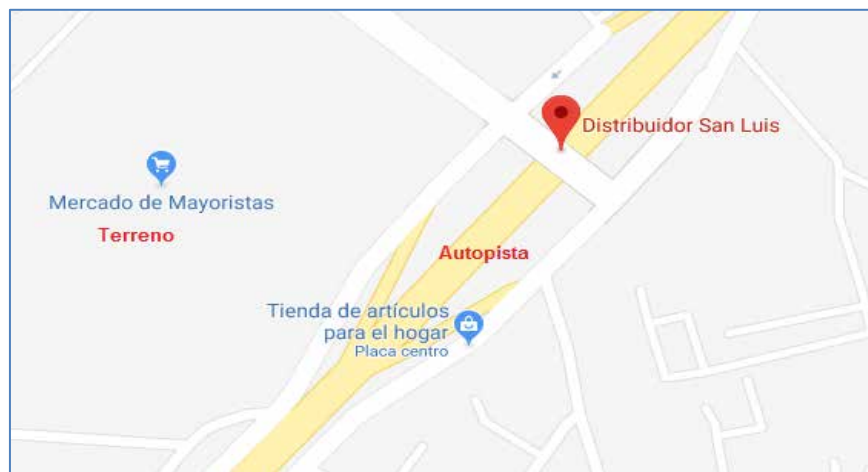 Distribuidor San Luis
Mercado de Mayoristas
Terreno
Autopista
Tienda de artículos
para el hogar
Placa centro